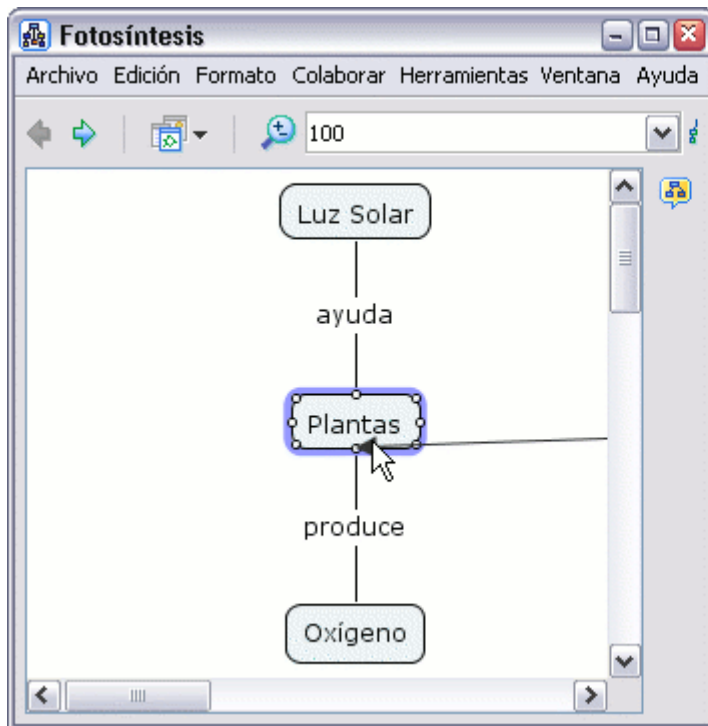 Fotosíntesis
Archivo Edición Formato Colaborar Herramientas Ventana Ayuda
100
Luz Solar
ayuda
Plantas
produce
Oxígeno